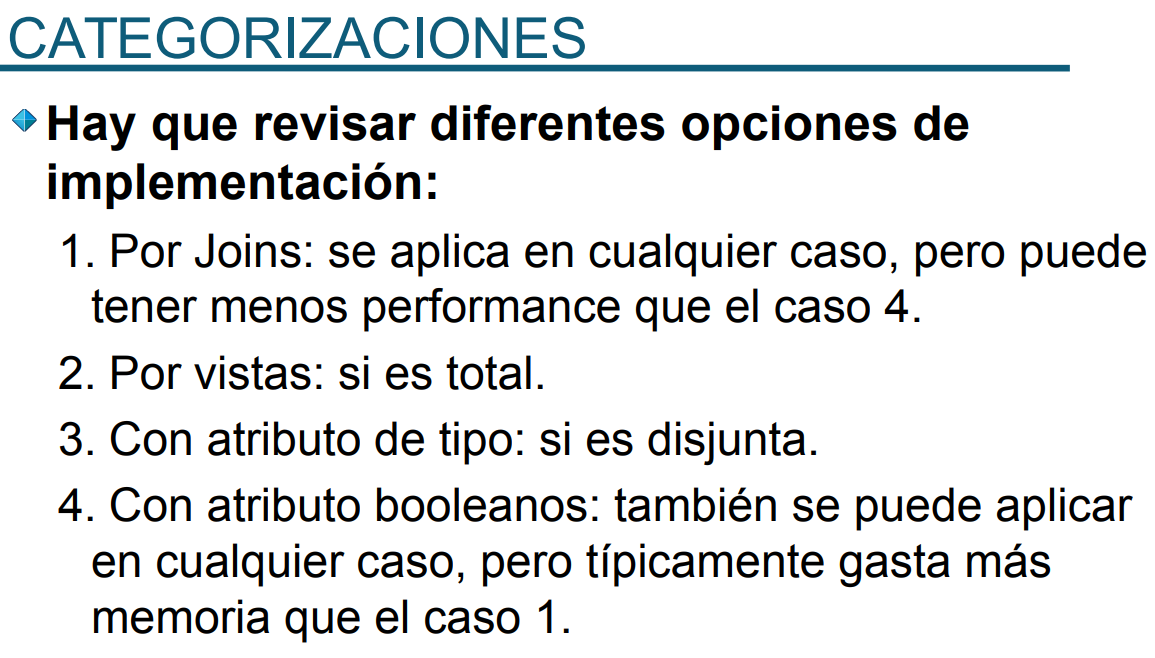 CATEGORIZACIONES
Hay que revisar diferentes opciones de
implementación:
1. Por Joins: se aplica en cualquier caso, pero puede
tener menos performance que el caso 4.
2. Por vistas: si es total.
3. Con atributo de tipo: si es disjunta.
4. Con atributo booleanos: también se puede aplicar
en cualquier caso, pero típicamente gasta más
memoria que el caso 1.